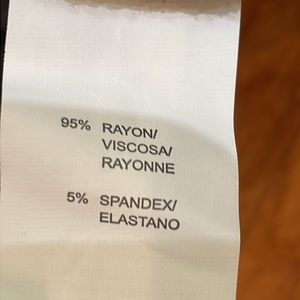 95% RAYON/
VISCOSA/
RAYONNE
5% SPANDEX/
ELASTANO